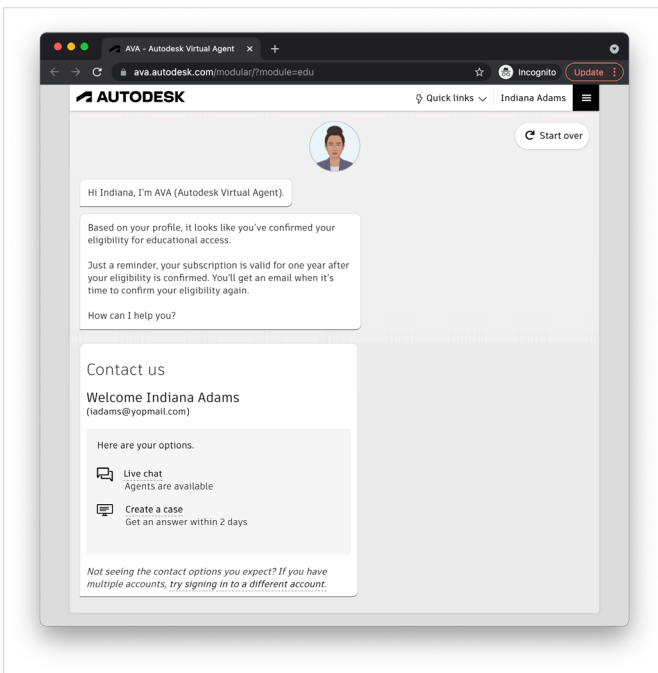 AVA - Autodesk Virtual Agent
ava.autodesk.com/modular/?module=edu
Incognito
Update
AUTODESK
Quick links
Indiana Adams
Start over
Hi Indiana, I'm AVA (Autodesk Virtual Agent).
Based on your profile, it looks like you've confirmed your
eligibility for educational access.
Just a reminder, your subscription is valid for one year after
your eligibility is confirmed. You'll get an email when it's
time to confirm your eligibility again.
How can I help you?
Contact us
Welcome Indiana Adams
(iadams@yopmail.com)
Here are your options.
Live chat
Agents are available
Create a case
Get an answer within 2 days
Not seeing the contact options you expect? If you have
multiple accounts, try signing in to a different account.